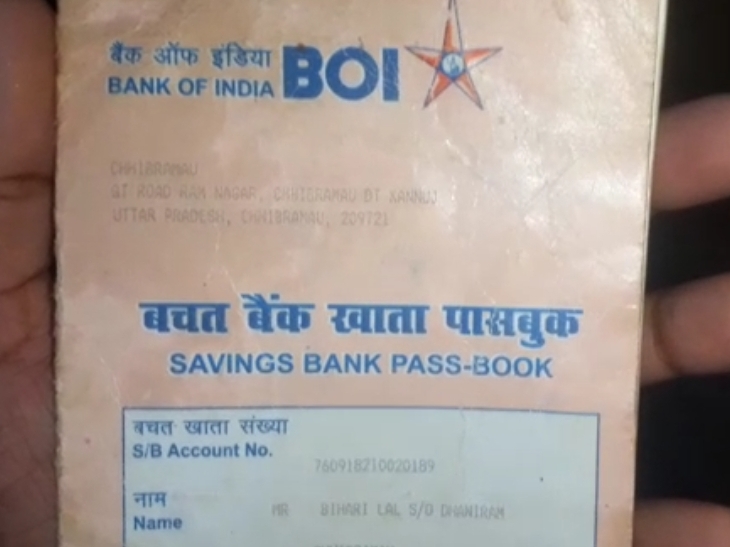 बैंक ऑफ इंडिया BOI
BANK OF INDIA
CHHIBRAMAU
GT ROAD RAM NAGAR, CHHIBRAMAU DT KANNUJ
UTTAR PRADESH, CHHIBRAMAU, 209721
बचत बैंक खाता पासबुक
SAVINGS BANK PASS-BOOK
बचत खाता संख्या
S/B Account No.
760918210020189
नाम
Name MR BIHARI LAL S/O DHANIRAM